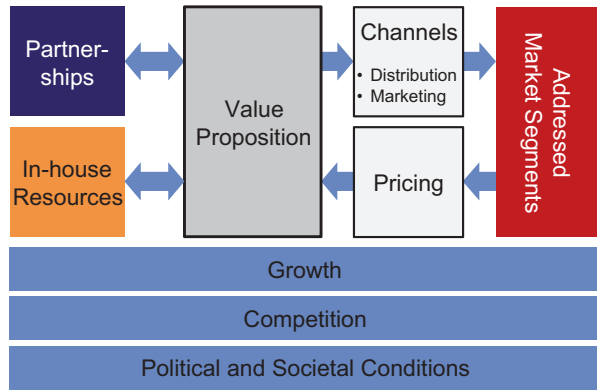 Partner-
ships
In-house
Resources
Value
Proposition
Channels
• Distribution
• Marketing
Pricing
Addressed
Market Segments
Growth
Competition
Political and Societal Conditions